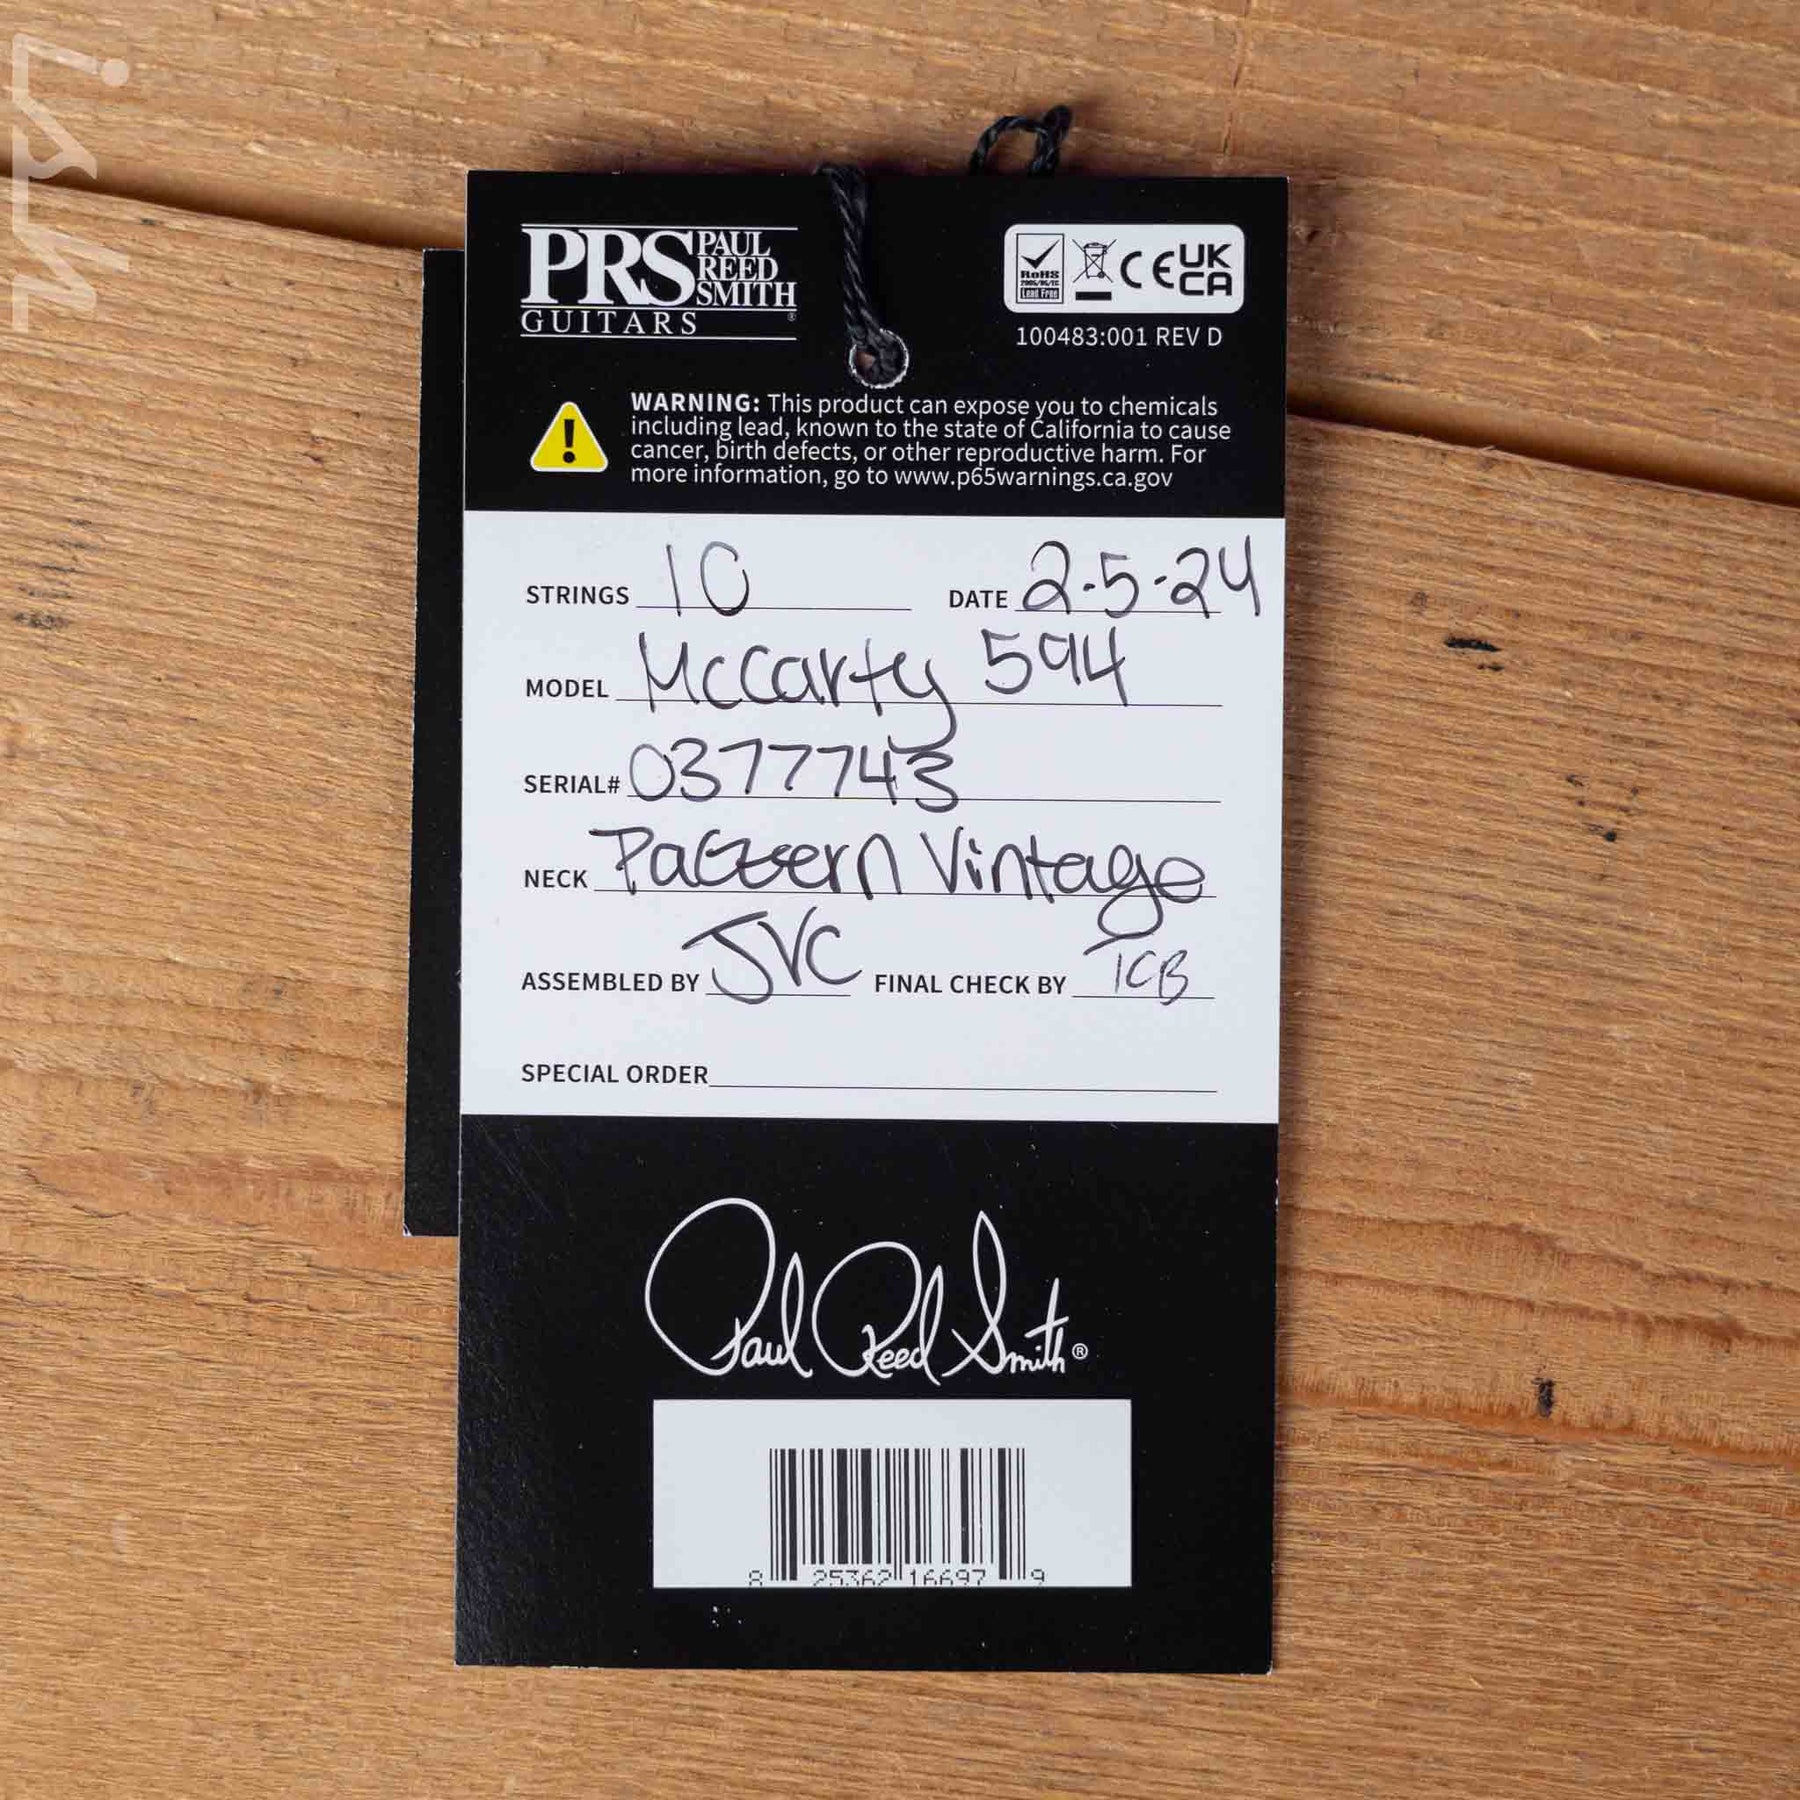 PRS PAUL REED SMITH
GUITARS
RoHS
2005/95/EC
Lead Free
CE UK CA
100483:001 REV D
WARNING: This product can expose you to chemicals
including lead, known to the state of California to cause
cancer, birth defects, or other reproductive harm. For
more information, go to www.p65warnings.ca.gov
STRINGS 10 DATE 2-5-24
MODEL McCarty 594
SERIAL# 0377743
NECK Pattern Vintage
ASSEMBLED BY JVC FINAL CHECK BY TCB
SPECIAL ORDER
Paul Reed Smith®
8 25362 16697 9